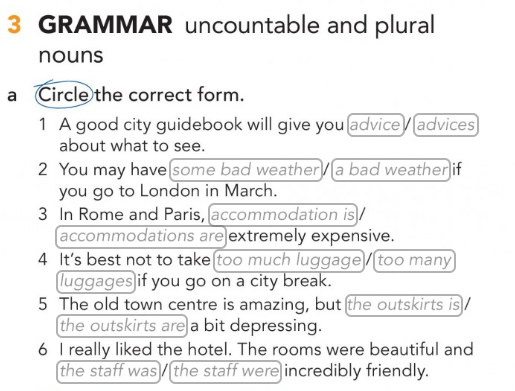 3 GRAMMAR uncountable and plural
nouns
a Circle the correct form.
1 A good city guidebook will give you advice/advices
about what to see.
2 You may have some bad weather/a bad weather if
you go to London in March.
3 In Rome and Paris, accommodation is/
accommodations are extremely expensive.
4 It's best not to take too much luggage/too many
luggages if you go on a city break.
5 The old town centre is amazing, but the outskirts is/
the outskirts are a bit depressing.
6 I really liked the hotel. The rooms were beautiful and
the staff was/the staff were incredibly friendly.